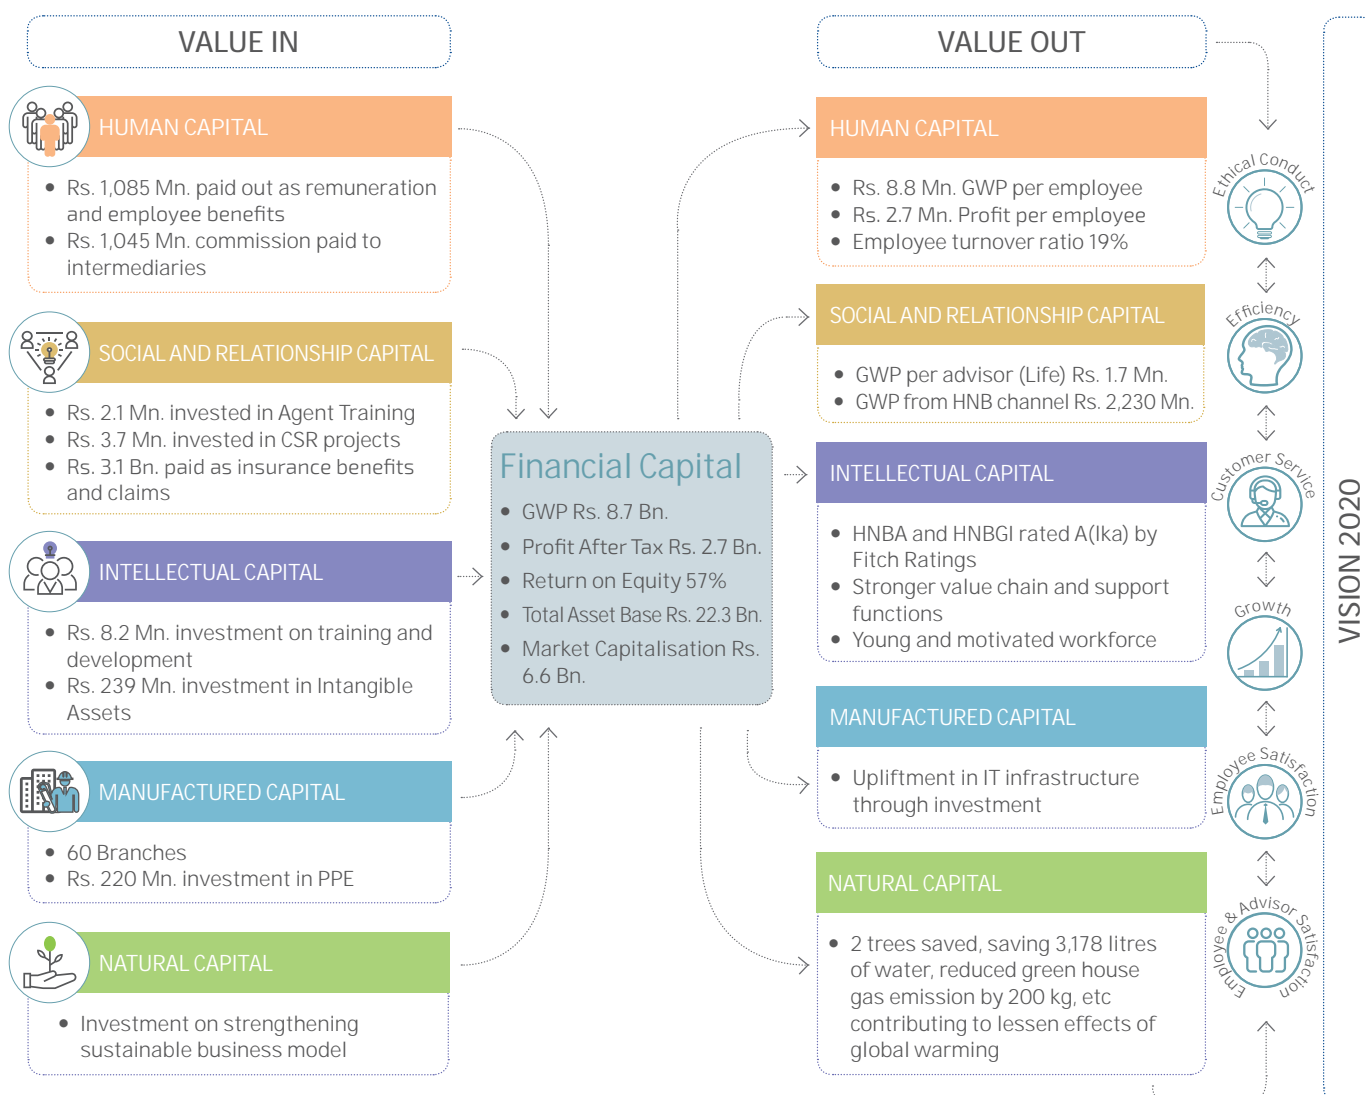 VALUE IN
HUMAN CAPITAL
• Rs. 1,085 Mn. paid out as remuneration
and employee benefits
• Rs. 1,045 Mn. commission paid to
intermediaries
SOCIAL AND RELATIONSHIP CAPITAL
• Rs. 2.1 Mn. invested in Agent Training
• Rs. 3.7 Mn. invested in CSR projects
• Rs. 3.1 Bn. paid as insurance benefits
and claims
INTELLECTUAL CAPITAL
• Rs. 8.2 Mn. investment on training and
development
• Rs. 239 Mn. investment in Intangible
Assets
MANUFACTURED CAPITAL
• 60 Branches
• Rs. 220 Mn. investment in PPE
NATURAL CAPITAL
• Investment on strengthening
sustainable business model
Financial Capital
• GWP Rs. 8.7 Bn.
• Profit After Tax Rs. 2.7 Bn.
• Return on Equity 57%
• Total Asset Base Rs. 22.3 Bn.
• Market Capitalisation Rs.
6.6 Bn.
VALUE OUT
HUMAN CAPITAL
• Rs. 8.8 Mn. GWP per employee
• Rs. 2.7 Mn. Profit per employee
• Employee turnover ratio 19%
SOCIAL AND RELATIONSHIP CAPITAL
• GWP per advisor (Life) Rs. 1.7 Mn.
• GWP from HNB channel Rs. 2,230 Mn.
INTELLECTUAL CAPITAL
• HNBA and HNBGI rated A(lka) by
Fitch Ratings
• Stronger value chain and support
functions
• Young and motivated workforce
MANUFACTURED CAPITAL
• Upliftment in IT infrastructure
through investment
NATURAL CAPITAL
• 2 trees saved, saving 3,178 litres
of water, reduced green house
gas emission by 200 kg, etc
contributing to lessen effects of
global warming
Ethical Conduct
Efficiency
Customer Service
Growth
Employee Satisfaction
Employee & Advisor Satisfaction
VISION 2020